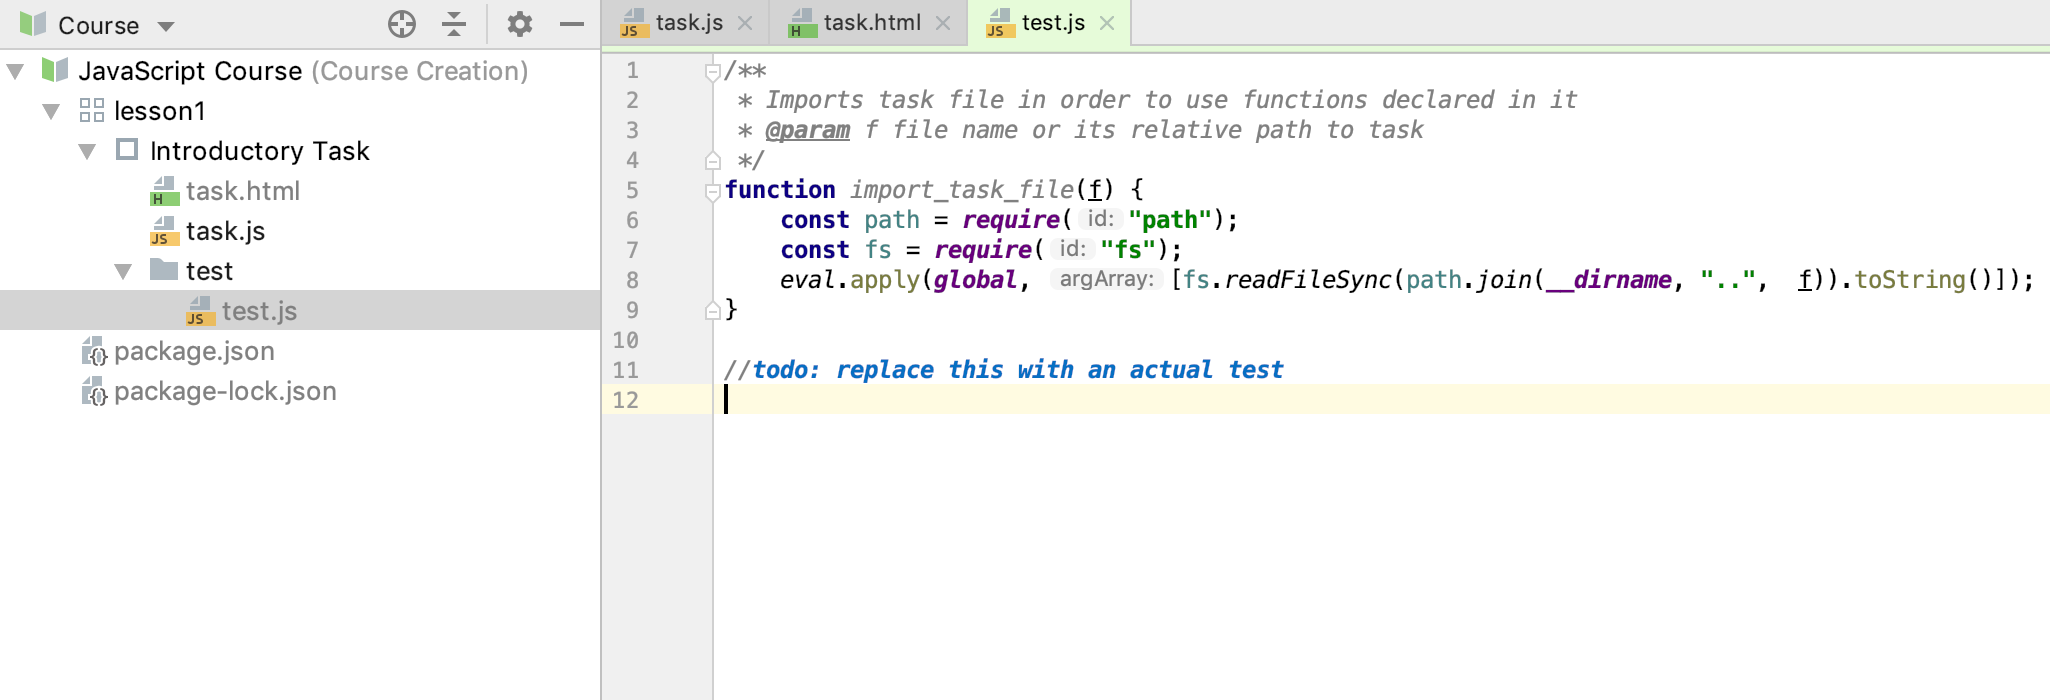 Course
JavaScript Course (Course Creation)
lesson1
Introductory Task
task.html
task.js
test
test.js
package.json
package-lock.json
task.js
task.html
test.js
1 /**
2 * Imports task file in order to use functions declared in it
3 * @param f file name or its relative path to task
4 */
5 function import_task_file(f) {
6 const path = require( id: "path");
7 const fs = require( id: "fs");
8 eval.apply(global, argArray: [fs.readFileSync(path.join(__dirname, "..", f)).toString()]);
9 }
10
11 //todo: replace this with an actual test
12